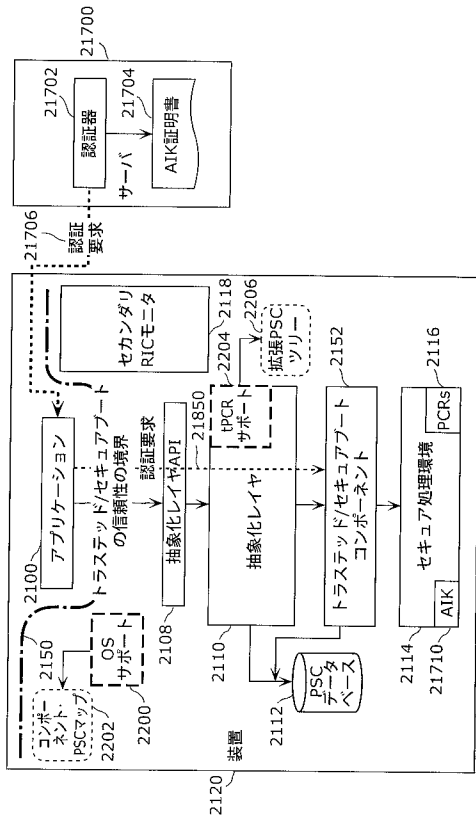 21700
21702
認証器
21704
AIK証明書
サーバ
21706
認証
要求
2150
2100
アプリケーション
トラステッド/セキュアブート
の信頼性の境界
セカンダリ
RICモニタ
2118
コンポー
ネント・
PSCマップ
2202
OS
サポート
2200
認証要求
21850
2108
抽象化レイヤAPI
2204
tPCR
サポート
2206
拡張PSC
ツリー
2110
抽象化レイヤ
2112
PSC
データ
ベース
2152
トラステッド/セキュアブート
コンポーネント
2114
セキュア処理環境
2116
PCRs
AIK
21710
装置
2120